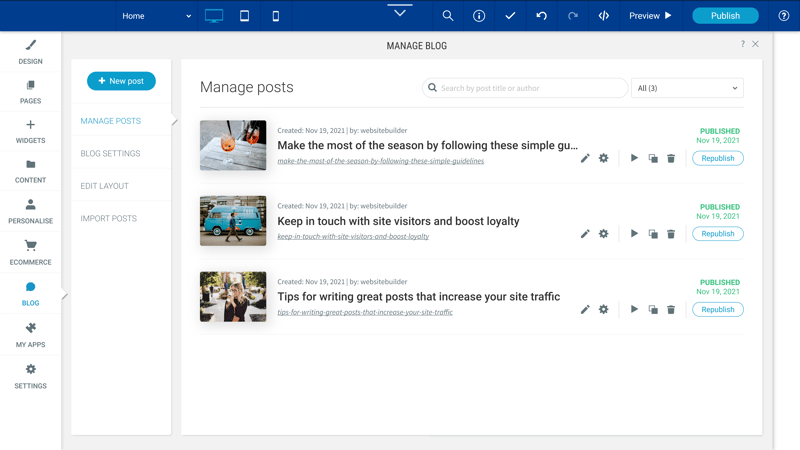 Home
Preview
Publish
MANAGE BLOG
?
DESIGN
PAGES
WIDGETS
CONTENT
PERSONALISE
ECOMMERCE
BLOG
MY APPS
SETTINGS
+ New post
MANAGE POSTS
BLOG SETTINGS
EDIT LAYOUT
IMPORT POSTS
Manage posts
Search by post title or author
All (3)
Created: Nov 19, 2021 | by: websitebuilder
Make the most of the season by following these simple gu...
make-the-most-of-the-season-by-following-these-simple-guidelines
PUBLISHED
Nov 19, 2021
Republish
Created: Nov 19, 2021 | by: websitebuilder
Keep in touch with site visitors and boost loyalty
keep-in-touch-with-site-visitors-and-boost-loyalty
PUBLISHED
Nov 19, 2021
Republish
Created: Nov 19, 2021 | by: websitebuilder
Tips for writing great posts that increase your site traffic
tips-for-writing-great-posts-that-increase-your-site-traffic
PUBLISHED
Nov 19, 2021
Republish